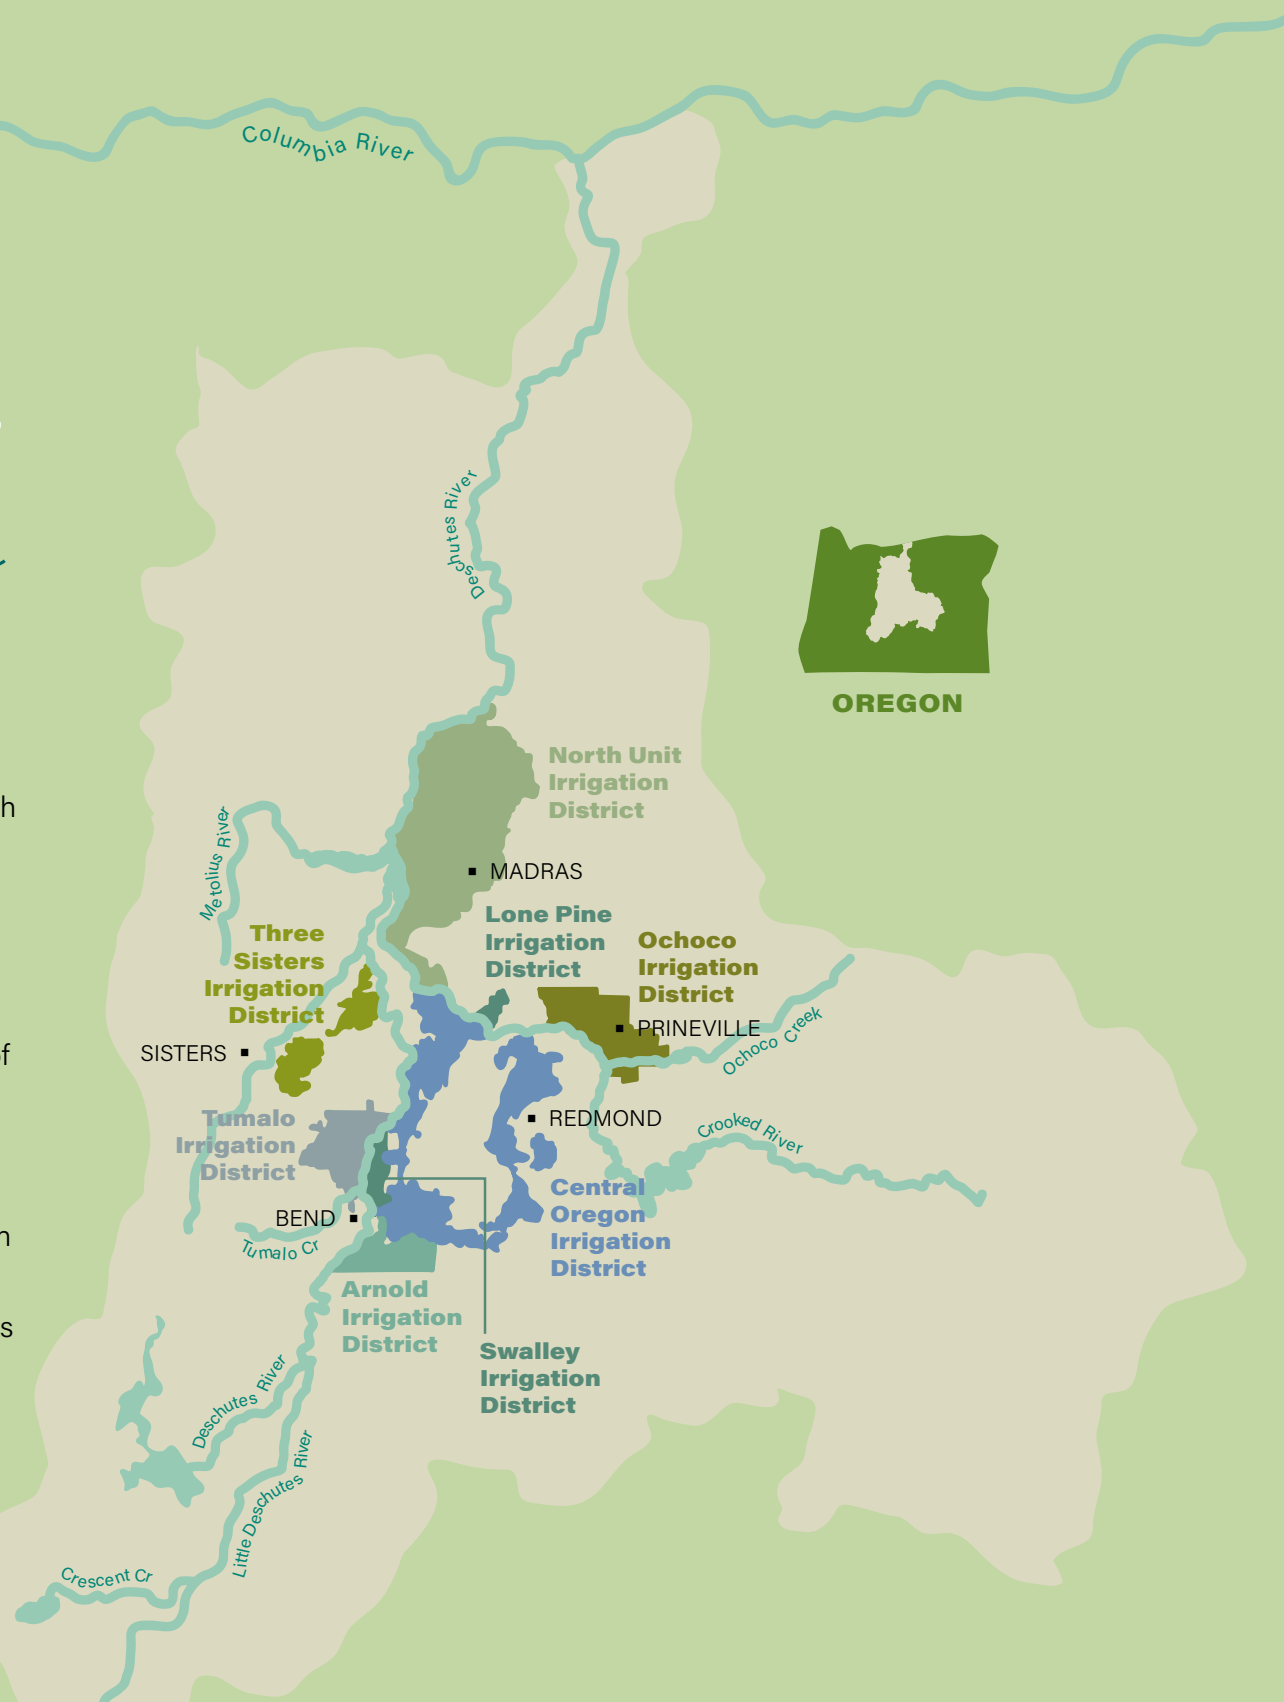 Columbia River
Deschutes River
OREGON
North Unit
Irrigation
District
h
Metolius River
MADRAS
Lone Pine
Irrigation
District
Three
Sisters
Irrigation
District
Ochoco
Irrigation
District
PRINEVILLE
Ochoco Creek
of
SISTERS
Tumalo
Irrigation
District
REDMOND
Crooked River
Central
Oregon
Irrigation
District
BEND
n
Tumalo Cr
Arnold
Irrigation
District
s
Swalley
Irrigation
District
Deschutes River
Little Deschutes River
Crescent Cr